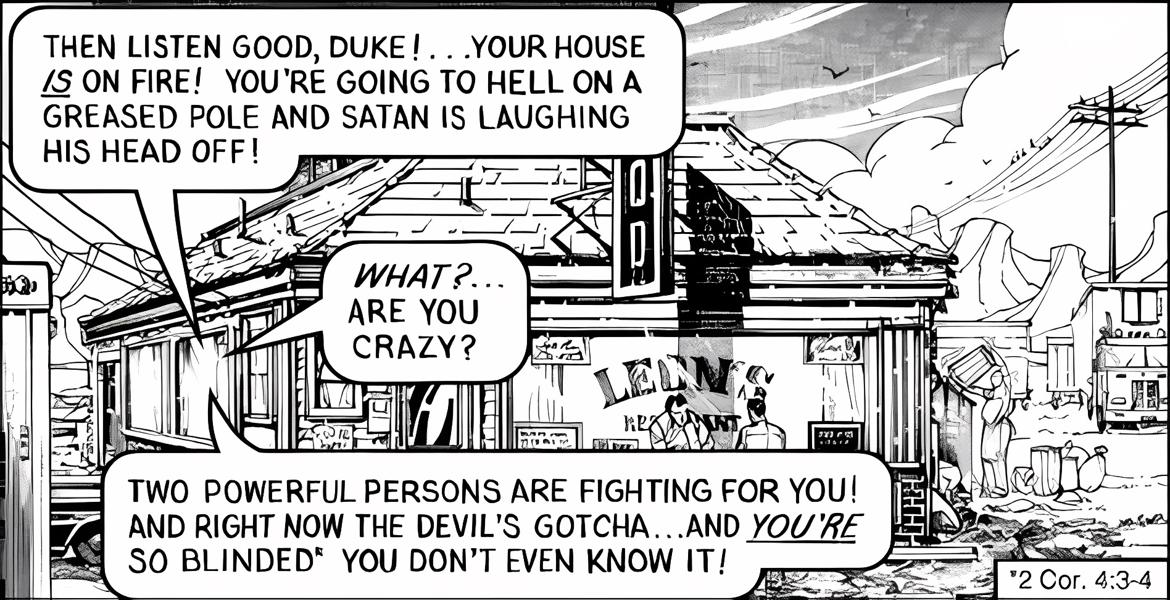 THEN LISTEN GOOD, DUKE!...YOUR HOUSE
IS ON FIRE! YOU'RE GOING TO HELL ON A
GREASED POLE AND SATAN IS LAUGHING
HIS HEAD OFF!
WHAT?...
ARE YOU
CRAZY?
TWO POWERFUL PERSONS ARE FIGHTING FOR YOU!
AND RIGHT NOW THE DEVIL'S GOTCHA...AND YOU'RE
SO BLINDED* YOU DON'T EVEN KNOW IT!
*2 Cor. 4:3-4